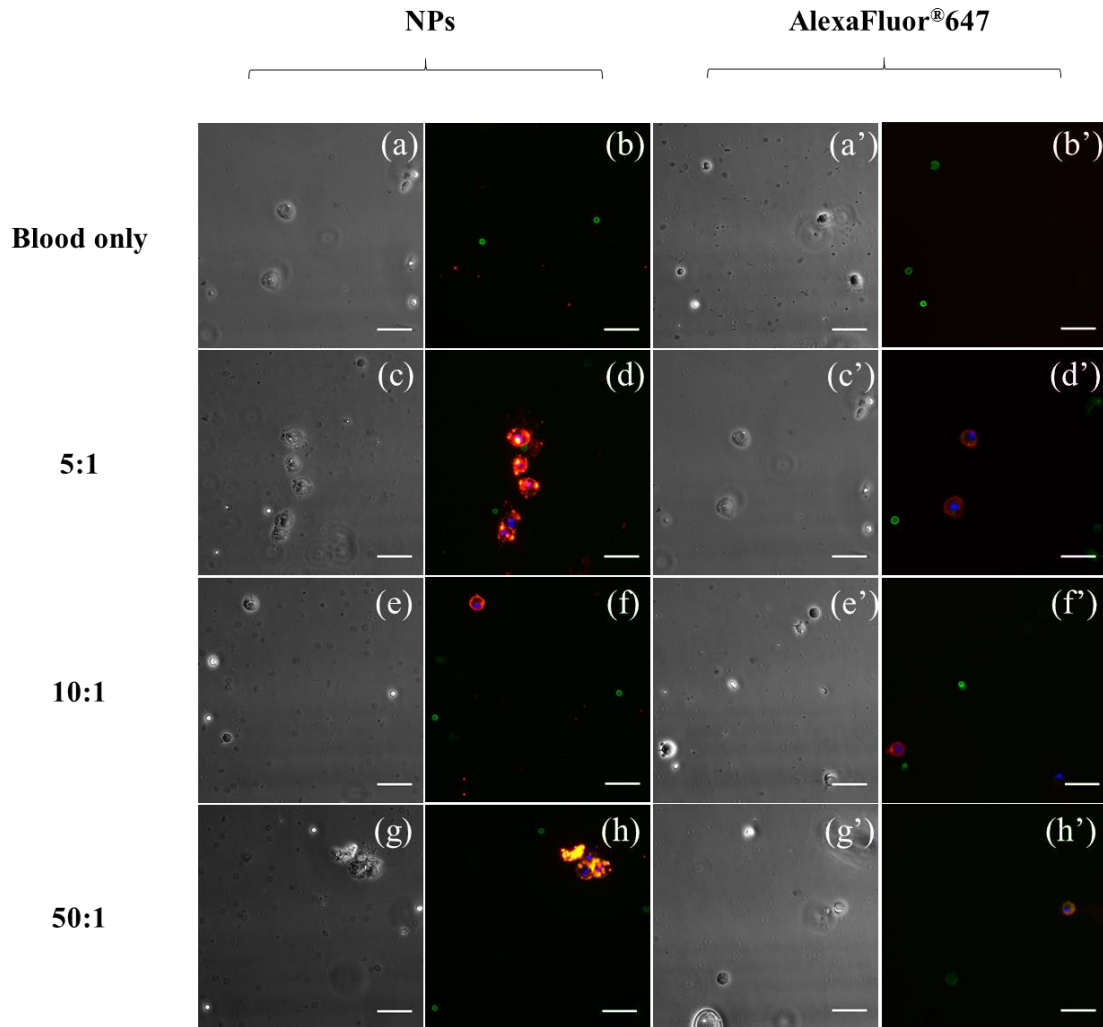 NPs AlexaFluor®647
Blood only (a) (b) (a’) (b’)
5:1 (c) (d) (c’) (d’)
10:1 (e) (f) (e’) (f’)
50:1 (g) (h) (g’) (h’)